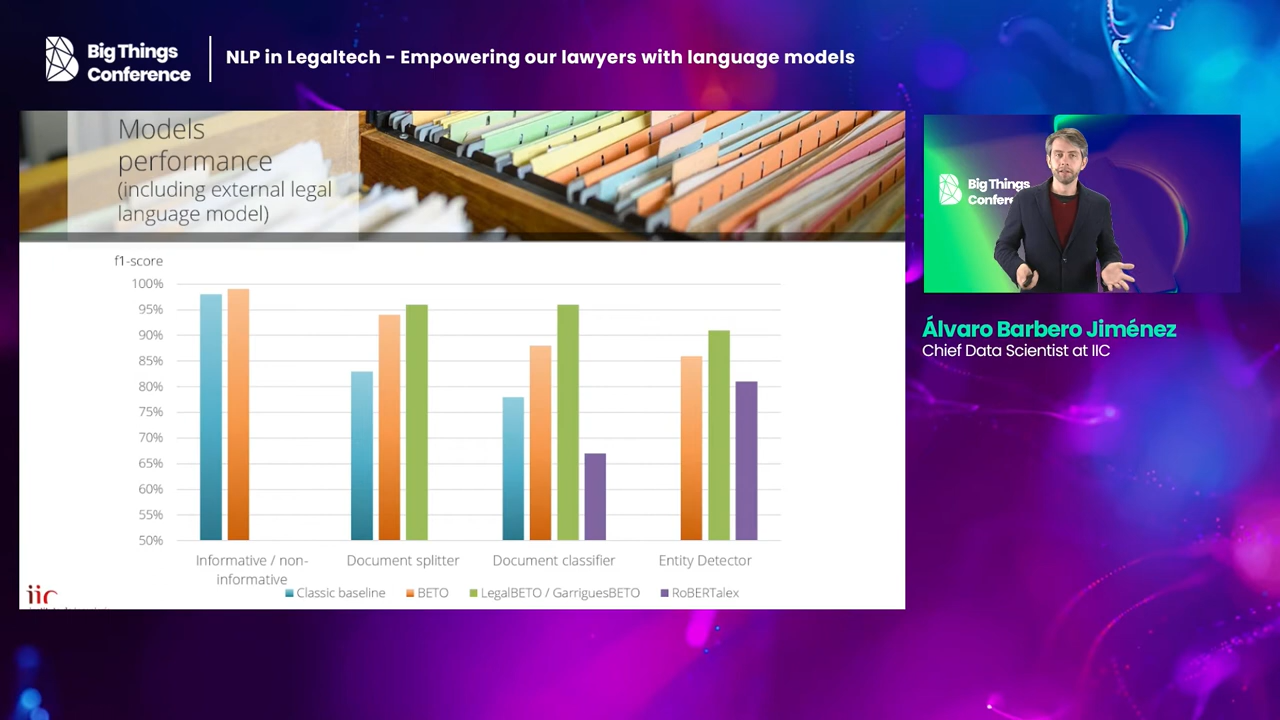 Big Things
Conference
NLP in Legaltech - Empowering our lawyers with language models
Models
performance
(including external legal
language model)
f1-score
100%
95%
90%
85%
80%
75%
70%
65%
60%
55%
50%
Informative / non-
informative
Document splitter
Document classifier
Entity Detector
Classic baseline
BETO
LegalBETO / GarriguesBETO
RoBERTalex
iic
Big Things
Álvaro Barbero Jiménez
Chief Data Scientist at IIC